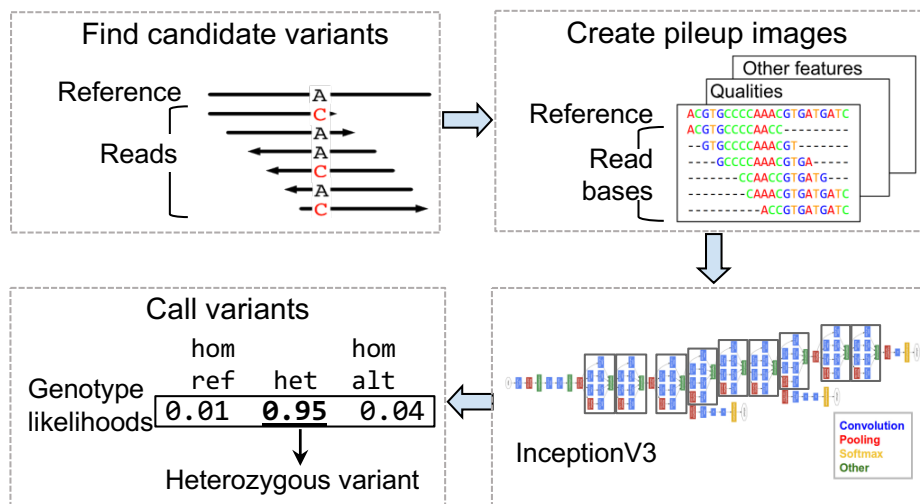 Find candidate variants
Reference
A
C
A
Reads
A
C
A
C
Create pileup images
Other features
Qualities
Reference
ACGTGCCCCAAACGTGATGATC
ACGTGCCCCAACC---------
Read
bases
--GTGCCCCAAACGT-------
---GCCCCAAACGTGA-----
------CCAACCGTGATG---
-------CAAACGTGATGATC
---------ACCGTGATGATC
Call variants
hom hom
ref het alt
Genotype
likelihoods
0.01 0.95 0.04
Heterozygous variant
InceptionV3
Convolution
Pooling
Softmax
Other